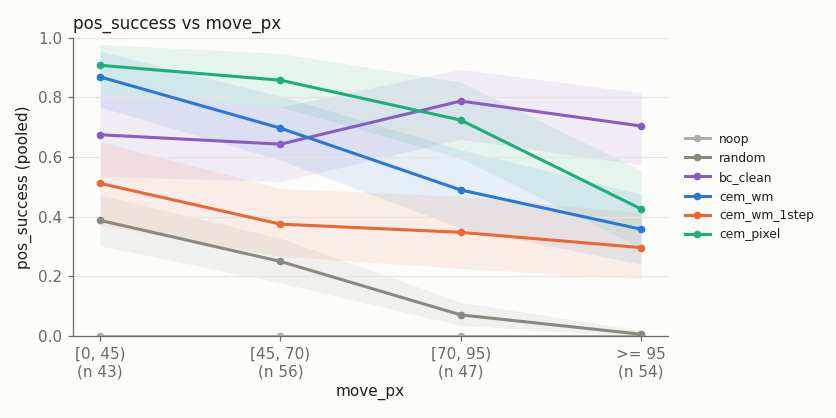 pos_success vs move_px
1.0
0.8
0.6
0.4
0.2
0.0
pos_success (pooled)
[0, 45)
(n 43)
[45, 70)
(n 56)
[70, 95)
(n 47)
>= 95
(n 54)
move_px
noop
random
bc_clean
cem_wm
cem_wm_1step
cem_pixel